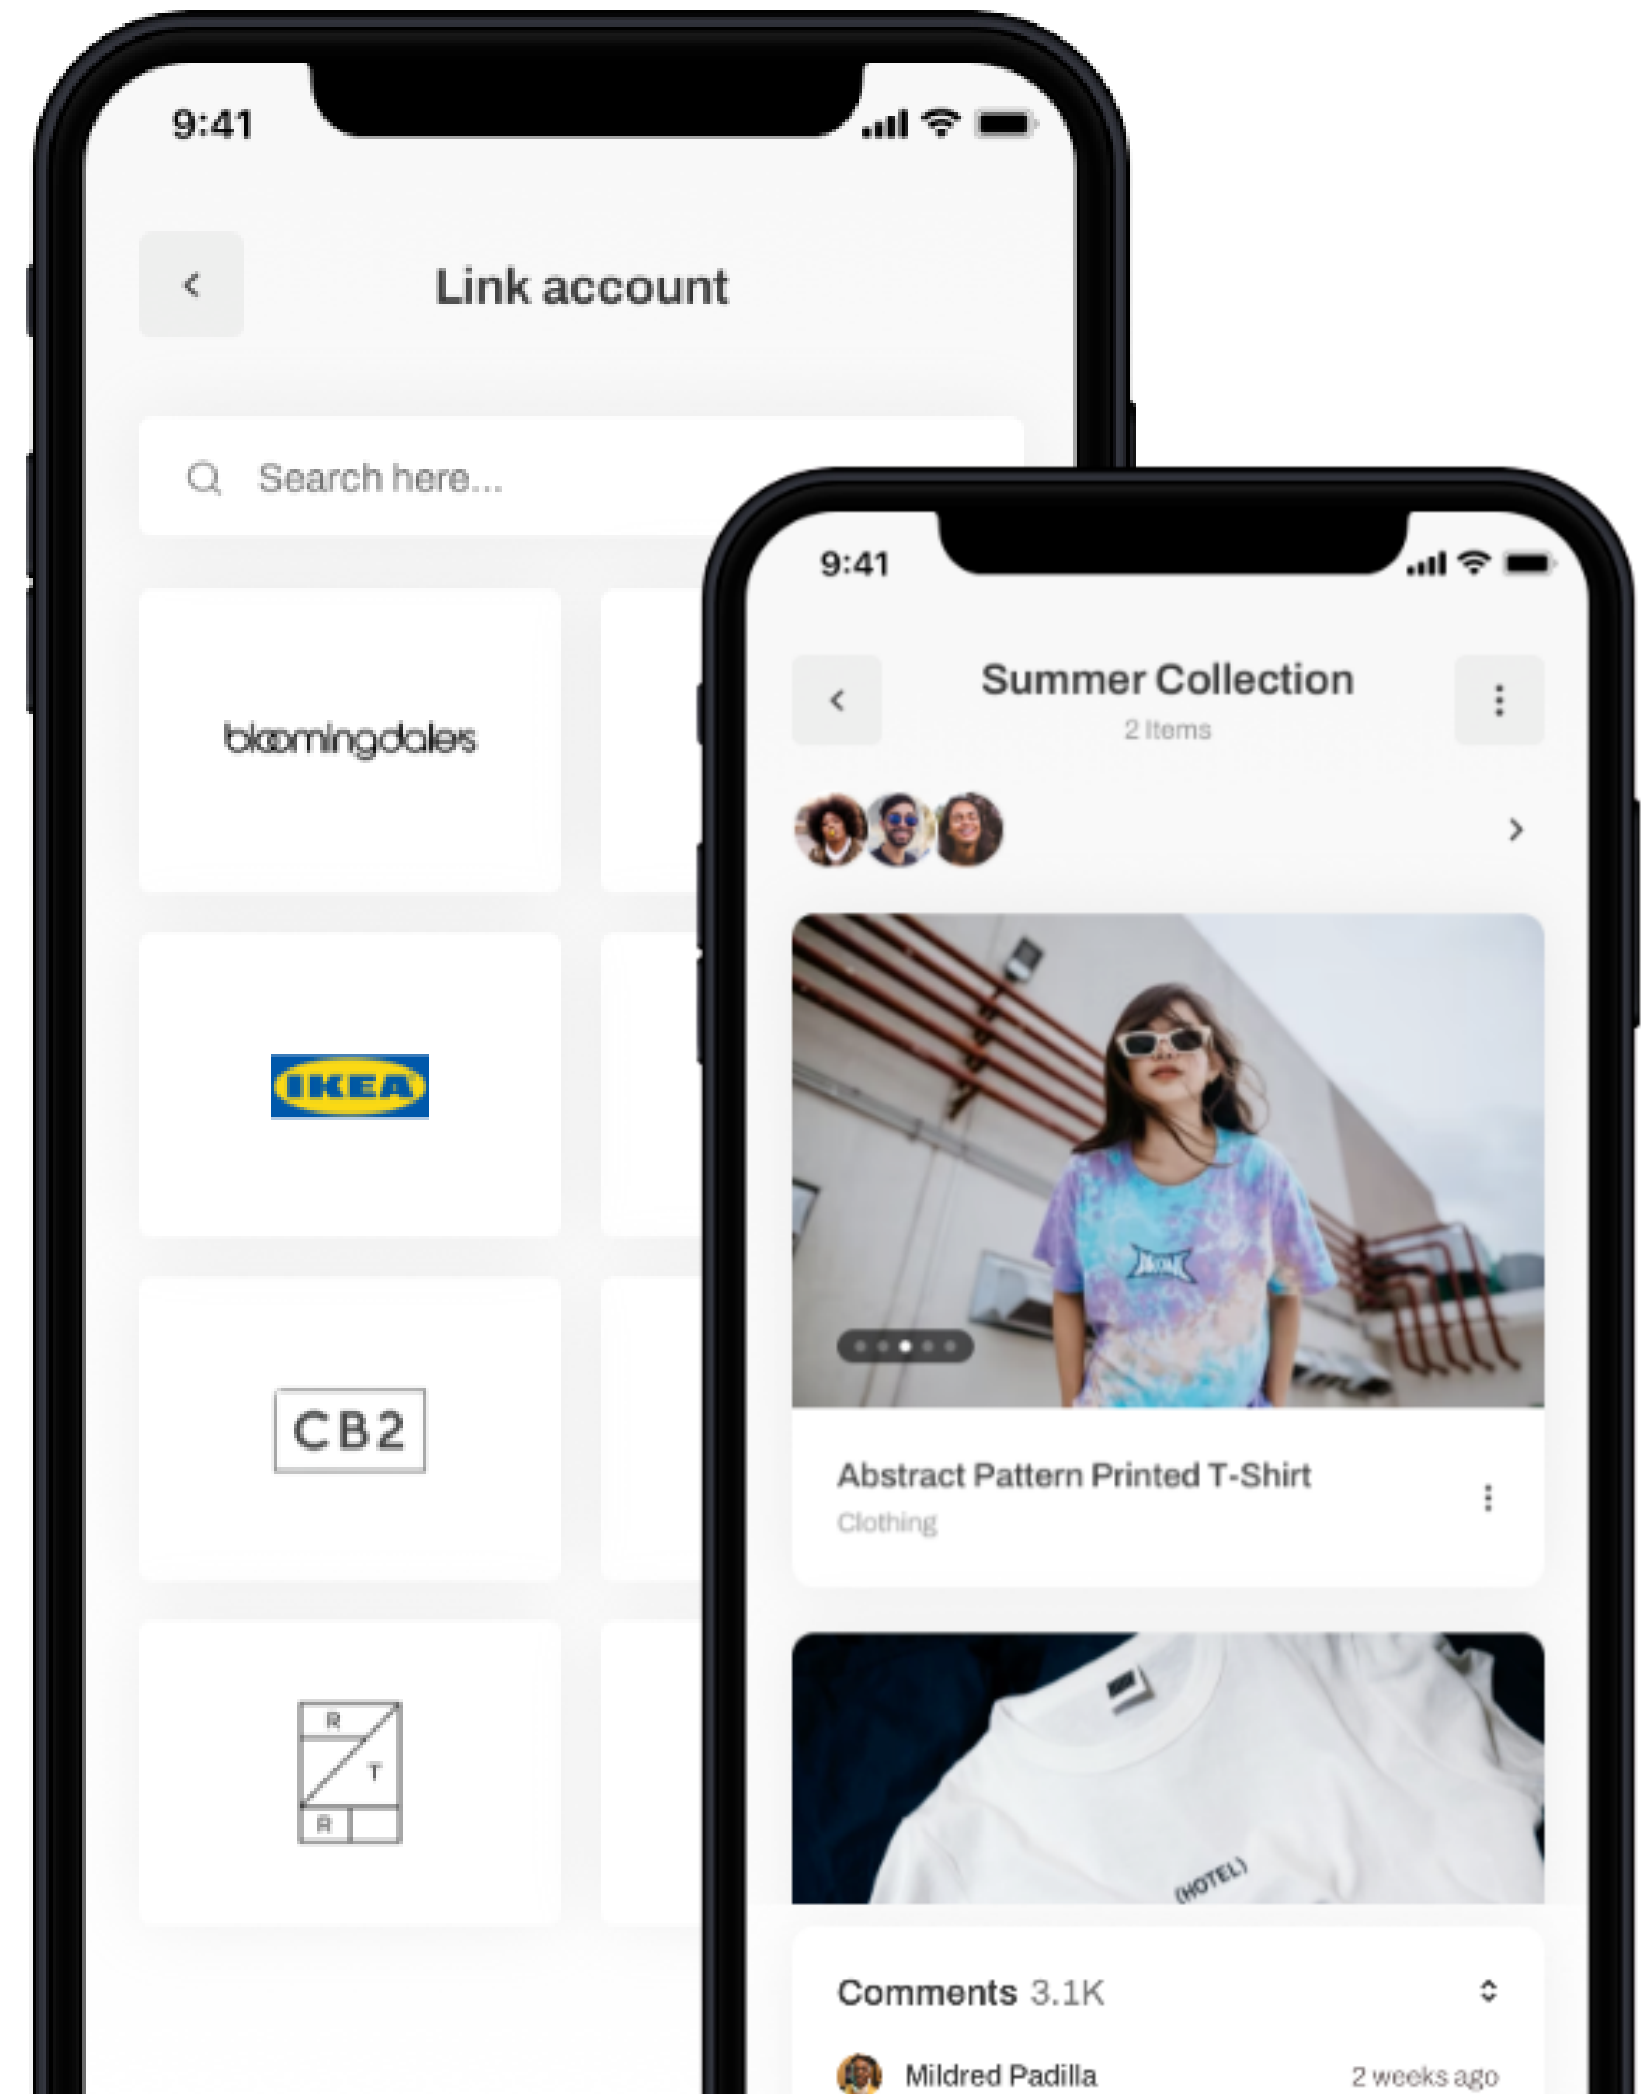 9:41
Link account
Search here...
bloomingdales
IKEA
CB2
R
T
R
9:41
Summer Collection
2 Items
Abstract Pattern Printed T-Shirt
Clothing
(HOTEL)
Comments 3.1K
Mildred Padilla
2 weeks ago